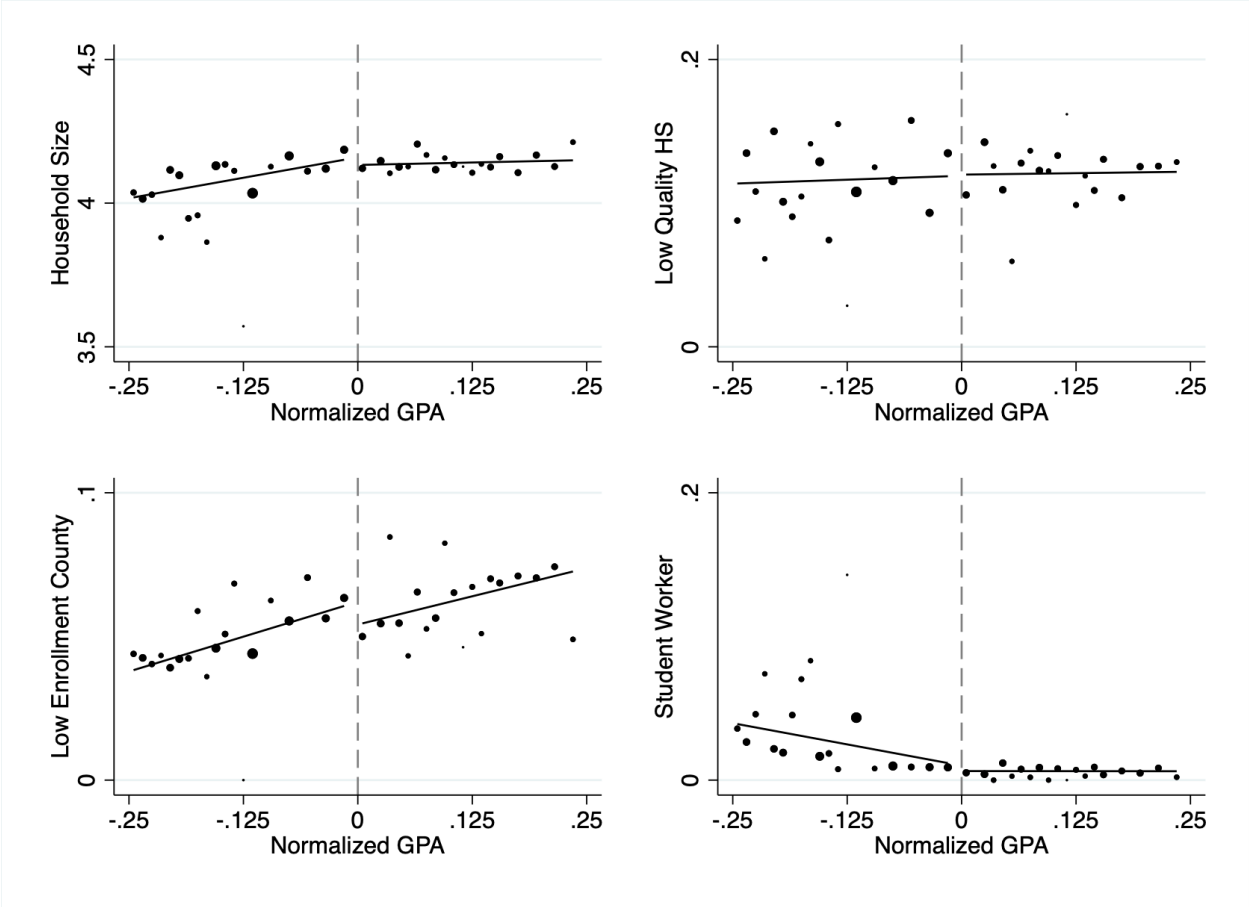 4.5
4
3.5
Household Size
-.25 -.125 0 .125 .25
Normalized GPA
.2
0
Low Quality HS
-.25 -.125 0 .125 .25
Normalized GPA
.1
0
Low Enrollment County
-.25 -.125 0 .125 .25
Normalized GPA
.2
0
Student Worker
-.25 -.125 0 .125 .25
Normalized GPA